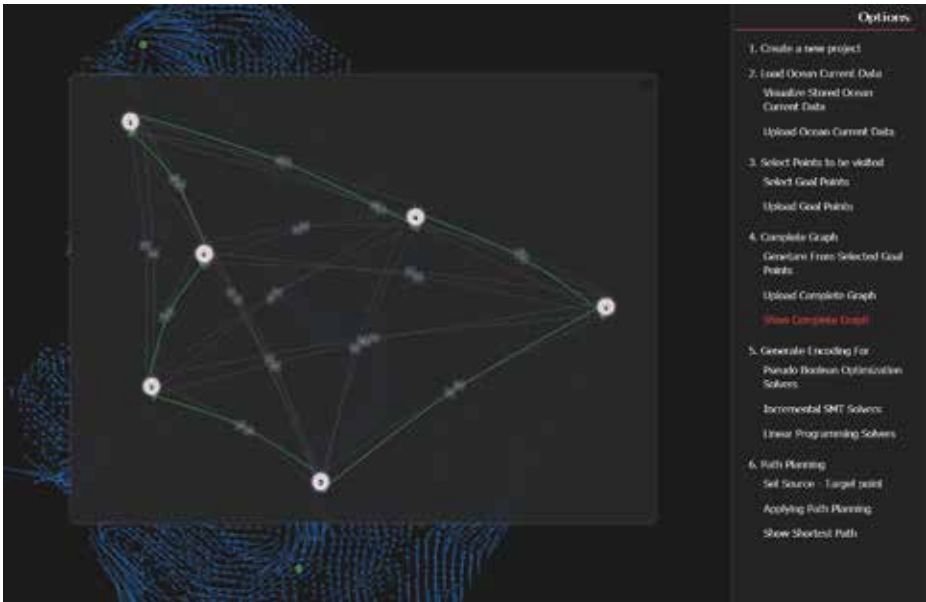 Options
1. Create a new project
2. Load Ocean Current Data
Visualize Stored Ocean
Current Data
Upload Ocean Current Data
3. Select Points to be visited
Select Goal Points
Upload Goal Points
4. Complete Graph
Genetare From Selected Goal
Points
Upload Complete Graph
Show Complete Graph
5. Generate Encoding For
Pseudo Boolean Optimization
Solvers
Incremental SMT Solvers
Linear Programming Solvers
6. Path Planning
Set Source - Target point
Applying Path Planning
Show Shortest Path